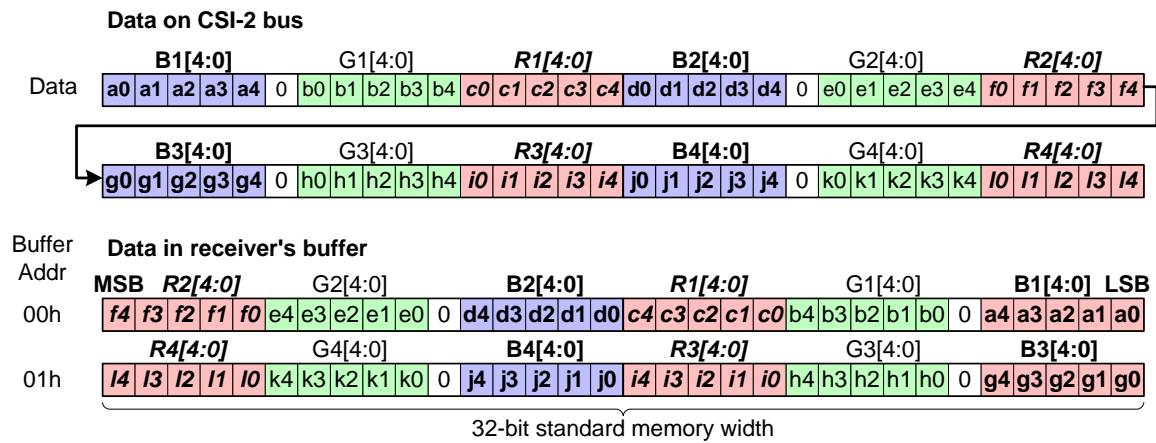 Data on CSI-2 bus
B1[4:0] G1[4:0] R1[4:0] B2[4:0] G2[4:0] R2[4:0]
Data a0 a1 a2 a3 a4 0 b0 b1 b2 b3 b4 c0 c1 c2 c3 c4 d0 d1 d2 d3 d4 0 e0 e1 e2 e3 e4 f0 f1 f2 f3 f4
B3[4:0] G3[4:0] R3[4:0] B4[4:0] G4[4:0] R4[4:0]
g0 g1 g2 g3 g4 0 h0 h1 h2 h3 h4 i0 i1 i2 i3 i4 j0 j1 j2 j3 j4 0 k0 k1 k2 k3 k4 l0 l1 l2 l3 l4
Buffer Addr
Data in receiver's buffer
MSB R2[4:0] G2[4:0] B2[4:0] R1[4:0] G1[4:0] B1[4:0] LSB
00h f4 f3 f2 f1 f0 e4 e3 e2 e1 e0 0 d4 d3 d2 d1 d0 c4 c3 c2 c1 c0 b4 b3 b2 b1 b0 0 a4 a3 a2 a1 a0
R4[4:0] G4[4:0] B4[4:0] R3[4:0] G3[4:0] B3[4:0]
01h l4 l3 l2 l1 l0 k4 k3 k2 k1 k0 0 j4 j3 j2 j1 j0 i4 i3 i2 i1 i0 h4 h3 h2 h1 h0 0 g4 g3 g2 g1 g0
32-bit standard memory width